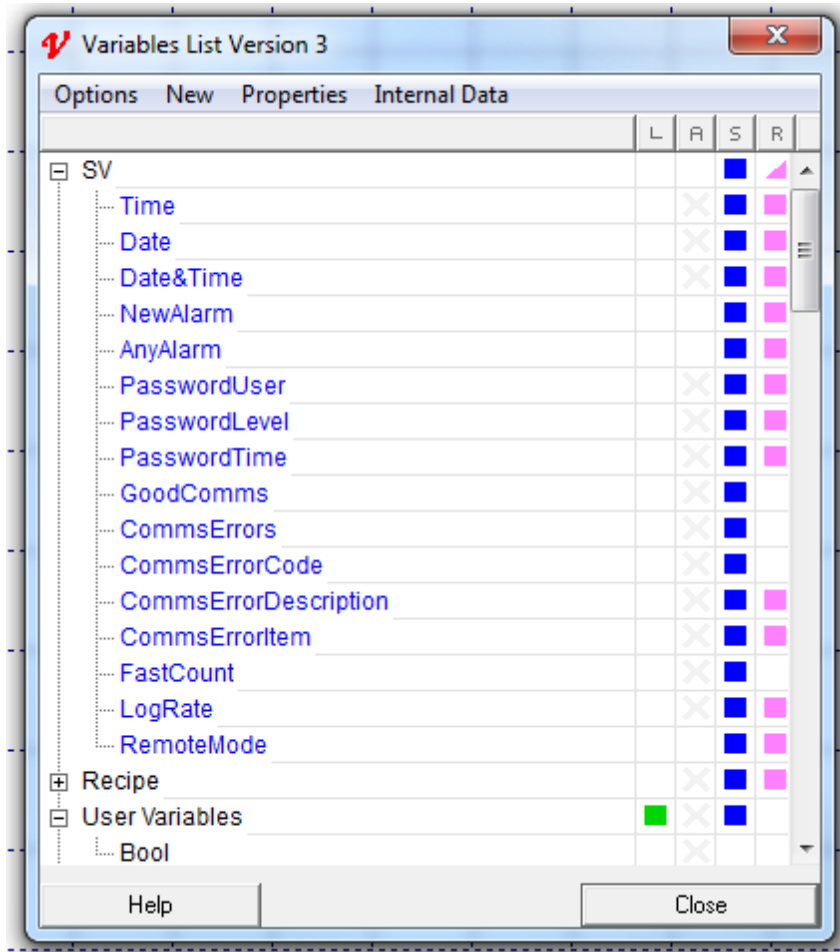 Variables List Version 3
Options New Properties Internal Data
L A S R
SV
Time
Date
Date&Time
NewAlarm
AnyAlarm
PasswordUser
PasswordLevel
PasswordTime
GoodComms
CommsErrors
CommsErrorCode
CommsErrorDescription
CommsErrorItem
FastCount
LogRate
RemoteMode
Recipe
User Variables
Bool
Help Close